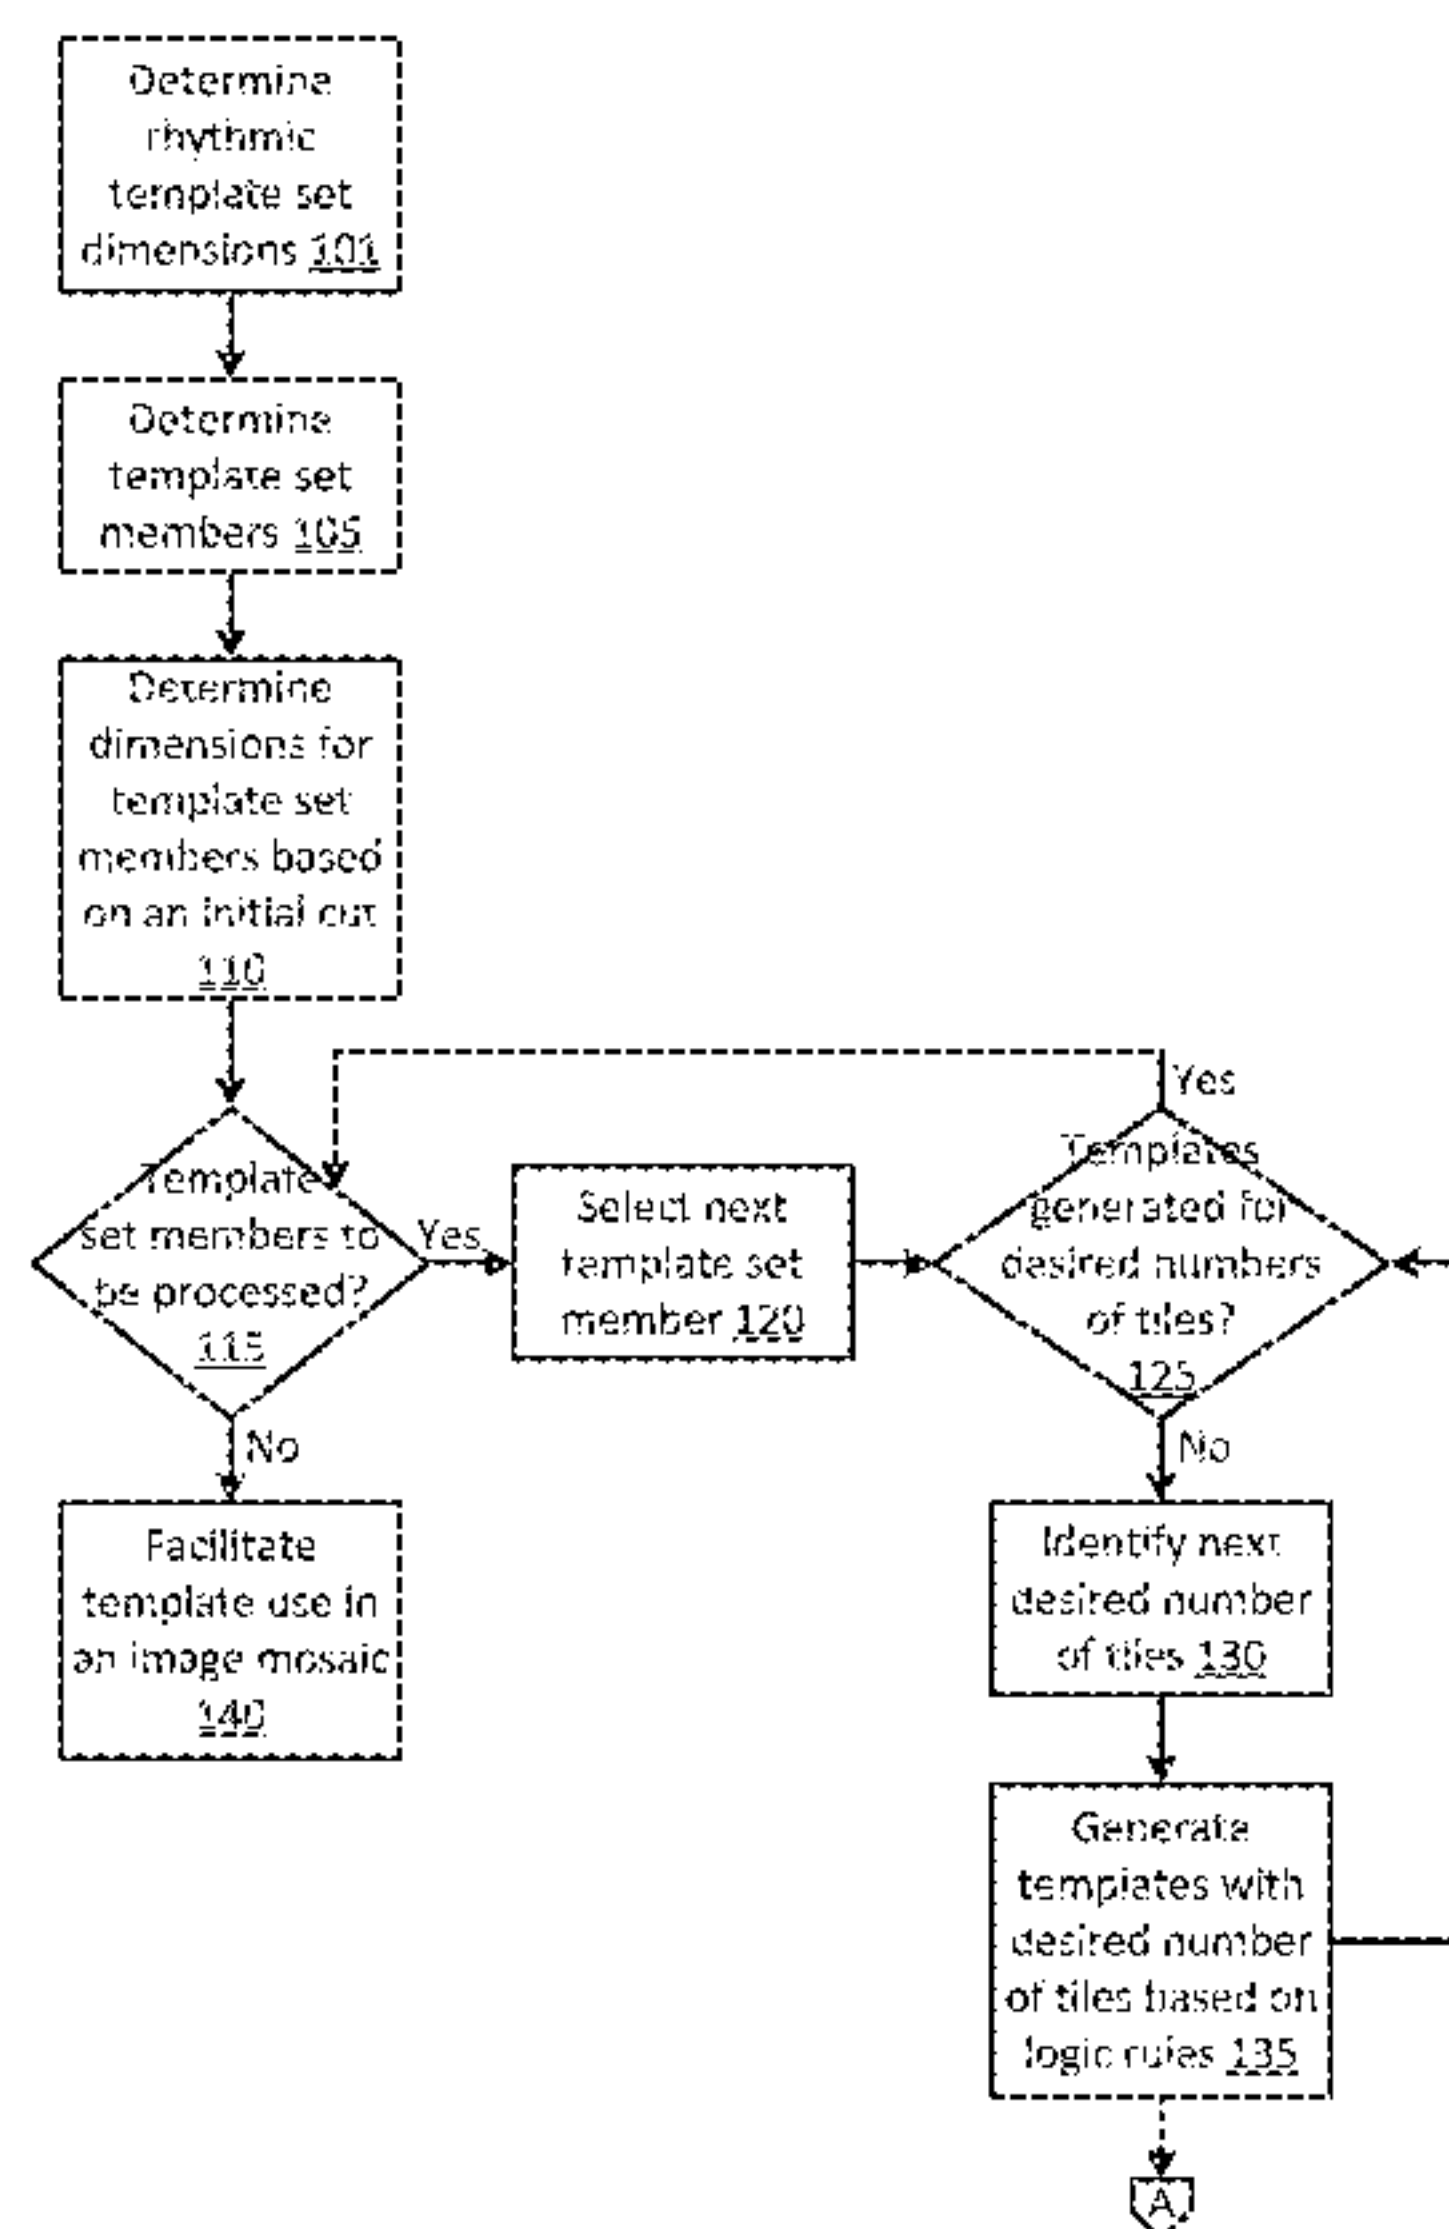 Determine
rhythmic
template set
dimensions 101
Determine
template set
members 105
Determine
dimensions for
template set
members based
on an initial cut
110
Template
set members to
be processed?
115
Yes
No
Select next
template set
member 120
Yes
Templates
generated for
desired numbers
of tiles?
125
No
Facilitate
template use in
an image mosaic
140
Identify next
desired number
of tiles 130
Generate
templates with
desired number
of tiles based on
logic rules 135
A